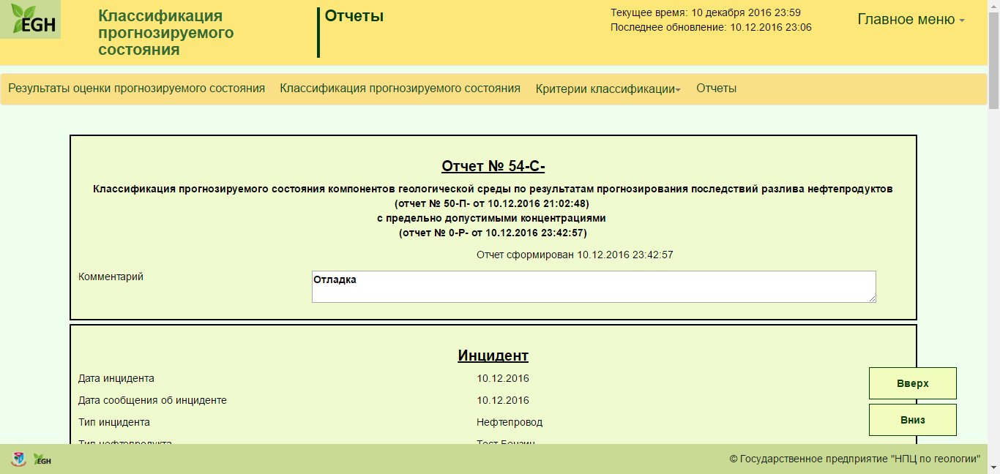 EGH
Классификация
прогнозируемого
состояния
Отчеты
Текущее время: 10 декабря 2016 23:59
Последнее обновление: 10.12.2016 23:06
Главное меню
Результаты оценки прогнозируемого состояния Классификация прогнозируемого состояния Критерии классификации Отчеты
Отчет № 54-С-
Классификация прогнозируемого состояния компонентов геологической среды по результатам прогнозирования последствий разлива нефтепродуктов
(отчет № 50-П- от 10.12.2016 21:02:48)
с предельно допустимыми концентрациями
(отчет № 0-Р- от 10.12.2016 23:42:57)
Отчет сформирован 10.12.2016 23:42:57
Комментарий Отладка
Инцидент
Дата инцидента 10.12.2016
Дата сообщения об инциденте 10.12.2016
Тип инцидента Нефтепровод
Тип нефтепродукта Тест Бензин
Вверх
Вниз
EGH
© Государственное предприятие "НПЦ по геологии"